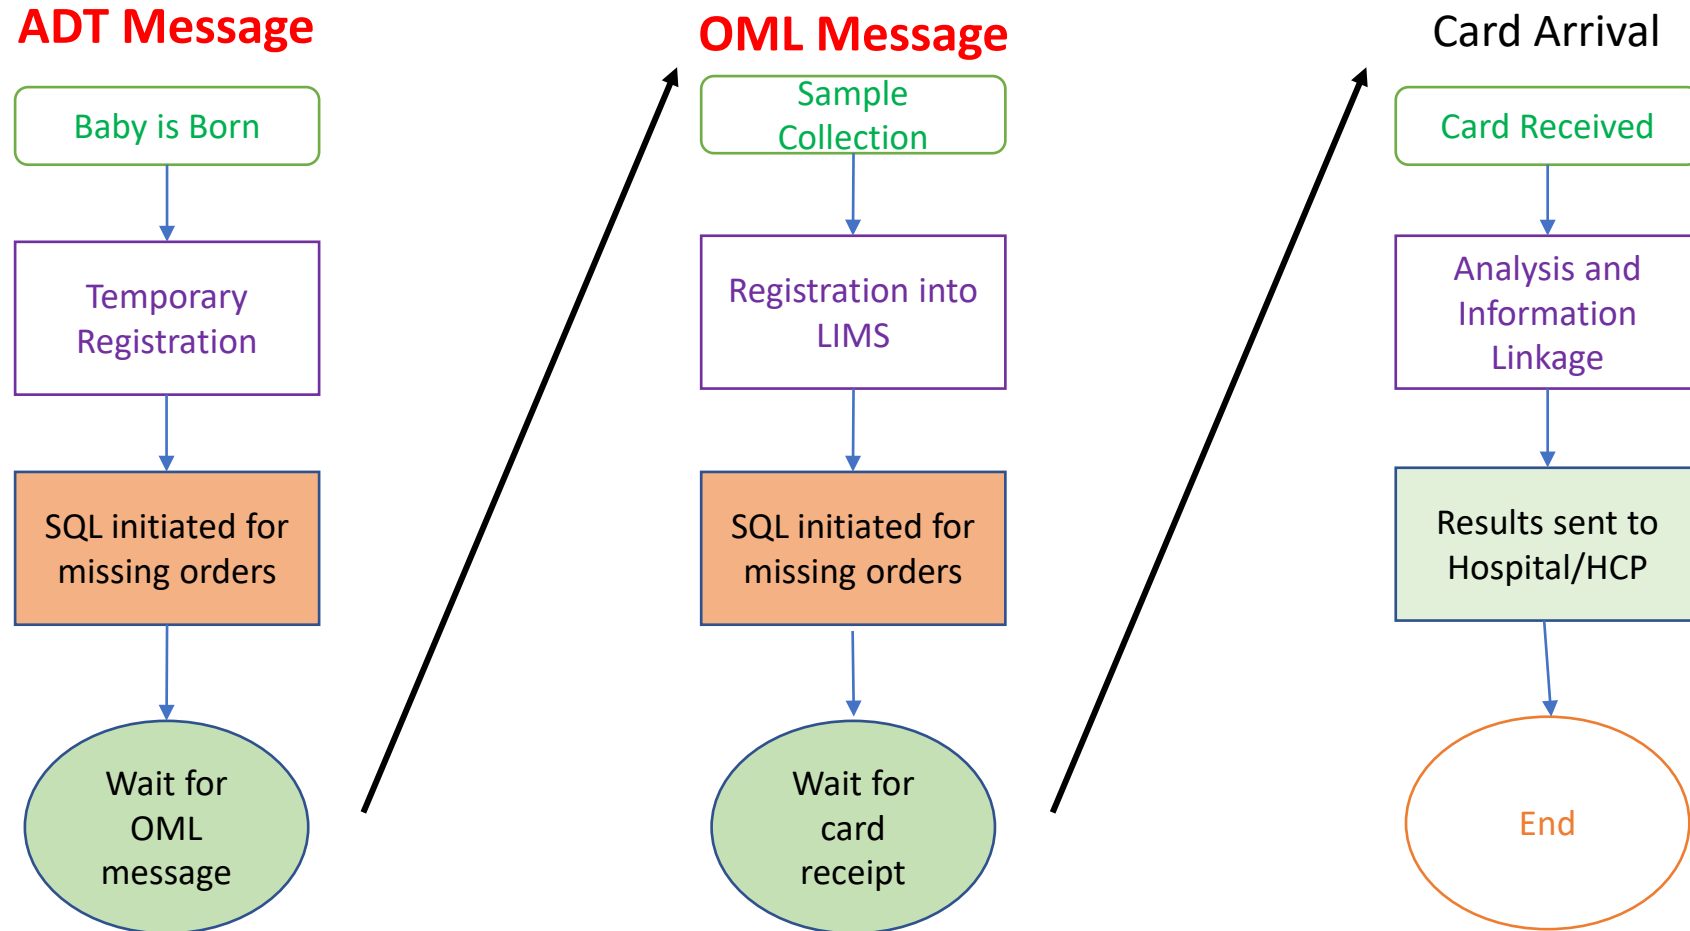 ADT Message
Baby is Born
Temporary
Registration
SQL initiated for
missing orders
Wait for
OML
message
OML Message
Sample
Collection
Registration into
LIMS
SQL initiated for
missing orders
Wait for
card
receipt
Card Arrival
Card Received
Analysis and
Information
Linkage
Results sent to
Hospital/HCP
End